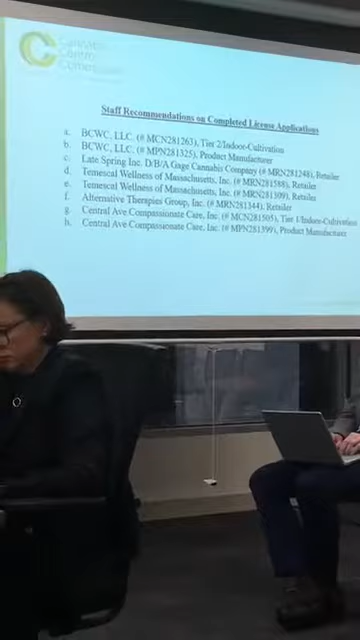 Cannabis
Control
Commission
Staff Recommendations on Completed License Applications
a. BCWC, LLC. (# MCN281263), Tier 2/Indoor-Cultivation
b. BCWC, LLC. (# MPN281325), Product Manufacturer
c. Late Spring Inc. D/B/A Gage Cannabis Company (# MRN281248), Retailer
d. Temescal Wellness of Massachusetts, Inc. (# MRN281588), Retailer
e. Temescal Wellness of Massachusetts, Inc. (# MRN281309), Retailer
f. Alternative Therapies Group, Inc. (# MRN281344), Retailer
g. Central Ave Compassionate Care, Inc. (# MCN281505), Tier 1/Indoor-Cultivation
h. Central Ave Compassionate Care, Inc. (# MPN281399), Product Manufacturer